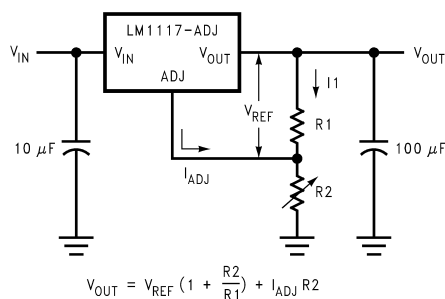 LM1117-ADJ
V_IN
V_IN
V_OUT
V_OUT
ADJ
I1
V_REF
R1
10 μF
100 μF
I_ADJ
R2
V_OUT = V_REF (1 + R2/R1) + I_ADJ R2